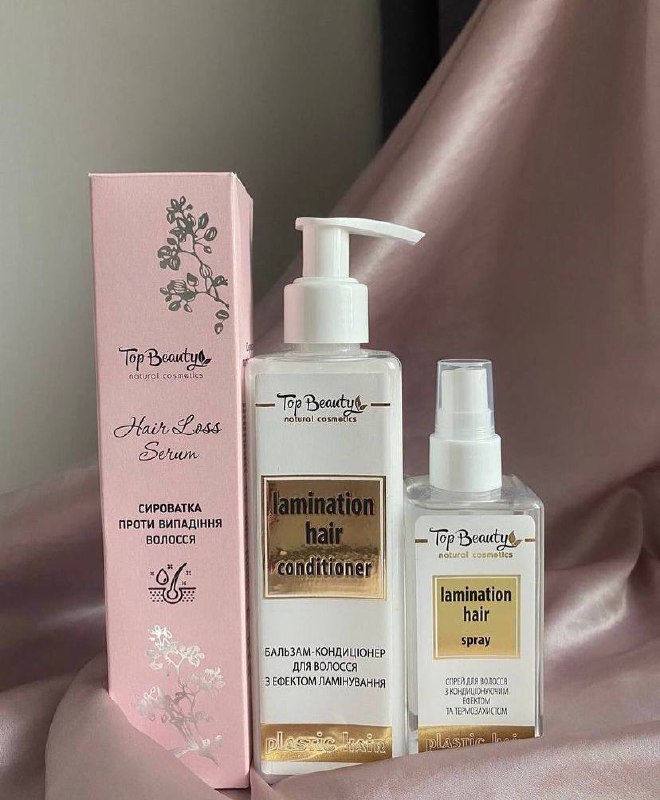 Top Beauty
natural cosmetics
Hair Loss
Serum
СИРОВАТКА
ПРОТИ ВИПАДІННЯ
ВОЛОССЯ
Top Beauty
natural cosmetics
lamination
hair
conditioner
БАЛЬЗАМ-КОНДИЦІОНЕР
ДЛЯ ВОЛОССЯ
З ЕФЕКТОМ ЛАМІНУВАННЯ
plastic hair
Top Beauty
natural cosmetics
lamination
hair
spray
СПРЕЙ ДЛЯ ВОЛОССЯ
З КОНДИЦІОНУЮЧИМ
ЕФЕКТОМ
ТА ТЕРМОЗАХИСТОМ
plastic hair